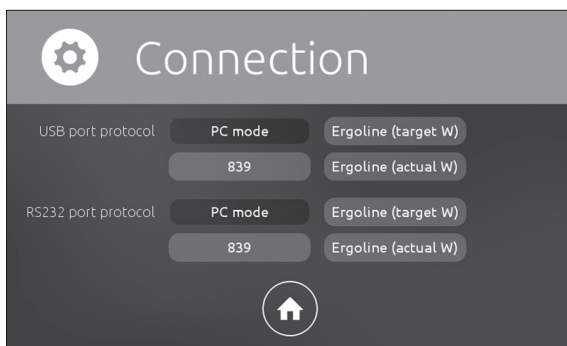 Connection
USB port protocol PC mode Ergoline (target W)
839 Ergoline (actual W)
RS232 port protocol PC mode Ergoline (target W)
839 Ergoline (actual W)